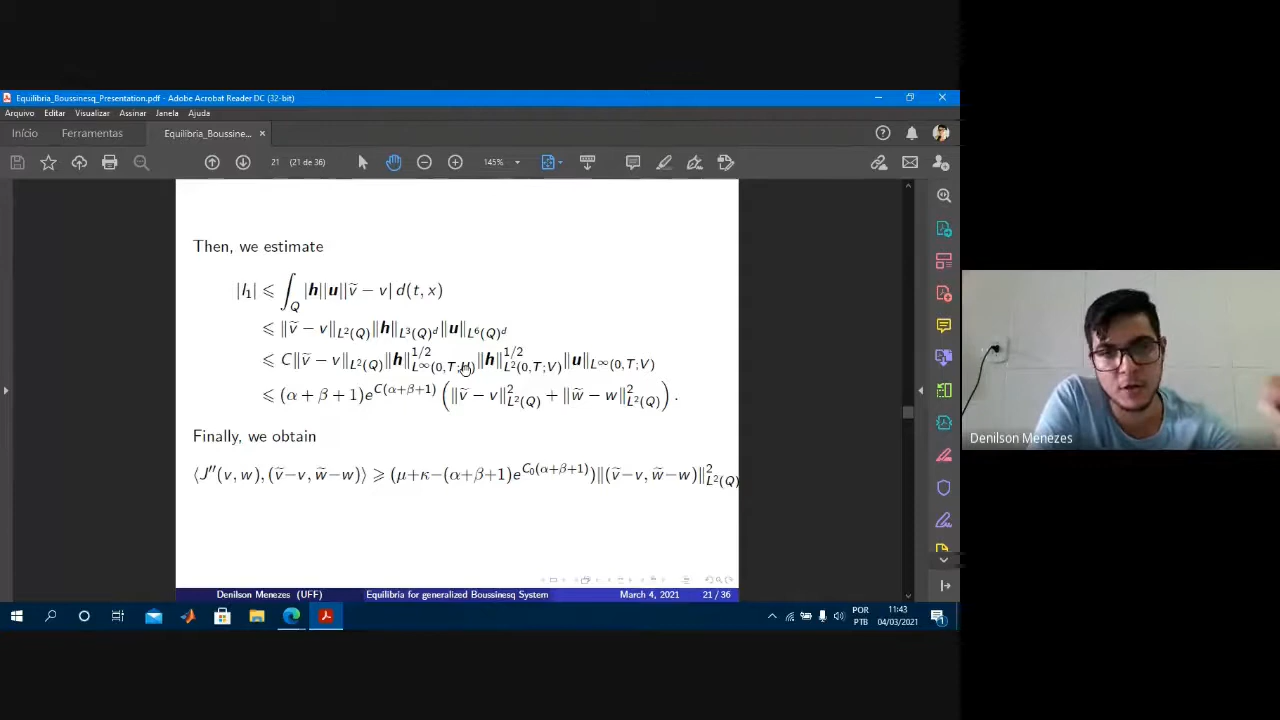 Equilibria_Boussinesq_Presentation.pdf - Adobe Acrobat Reader DC (32-bit)
Arquivo Editar Visualizar Assinar Janela Ajuda
Início Ferramentas Equilibria_Boussine... ×
21 (21 de 36) 145%
Then, we estimate
|I₁| ⩽ ∫_Q |h||u||ṽ − v| d(t, x)
⩽ ‖ṽ − v‖_{L²(Q)}‖h‖_{L³(Q)^d}‖u‖_{L⁶(Q)^d}
⩽ C‖ṽ − v‖_{L²(Q)}‖h‖^{1/2}_{L^∞(0,T;H)}‖h‖^{1/2}_{L²(0,T;V)}‖u‖_{L^∞(0,T;V)}
⩽ (α + β + 1)e^{C(α+β+1)} (‖ṽ − v‖²_{L²(Q)} + ‖w̃ − w‖²_{L²(Q)}) .
Finally, we obtain
⟨J″(v, w), (ṽ−v, w̃−w)⟩ ⩾ (μ+κ−(α+β+1)e^{C₀(α+β+1)})‖(ṽ−v, w̃−w)‖²_{L²(Q)}
Denilson Menezes (UFF) Equilibria for generalized Boussinesq System March 4, 2021 21 / 36
Denilson Menezes
POR 11:43
PTB 04/03/2021